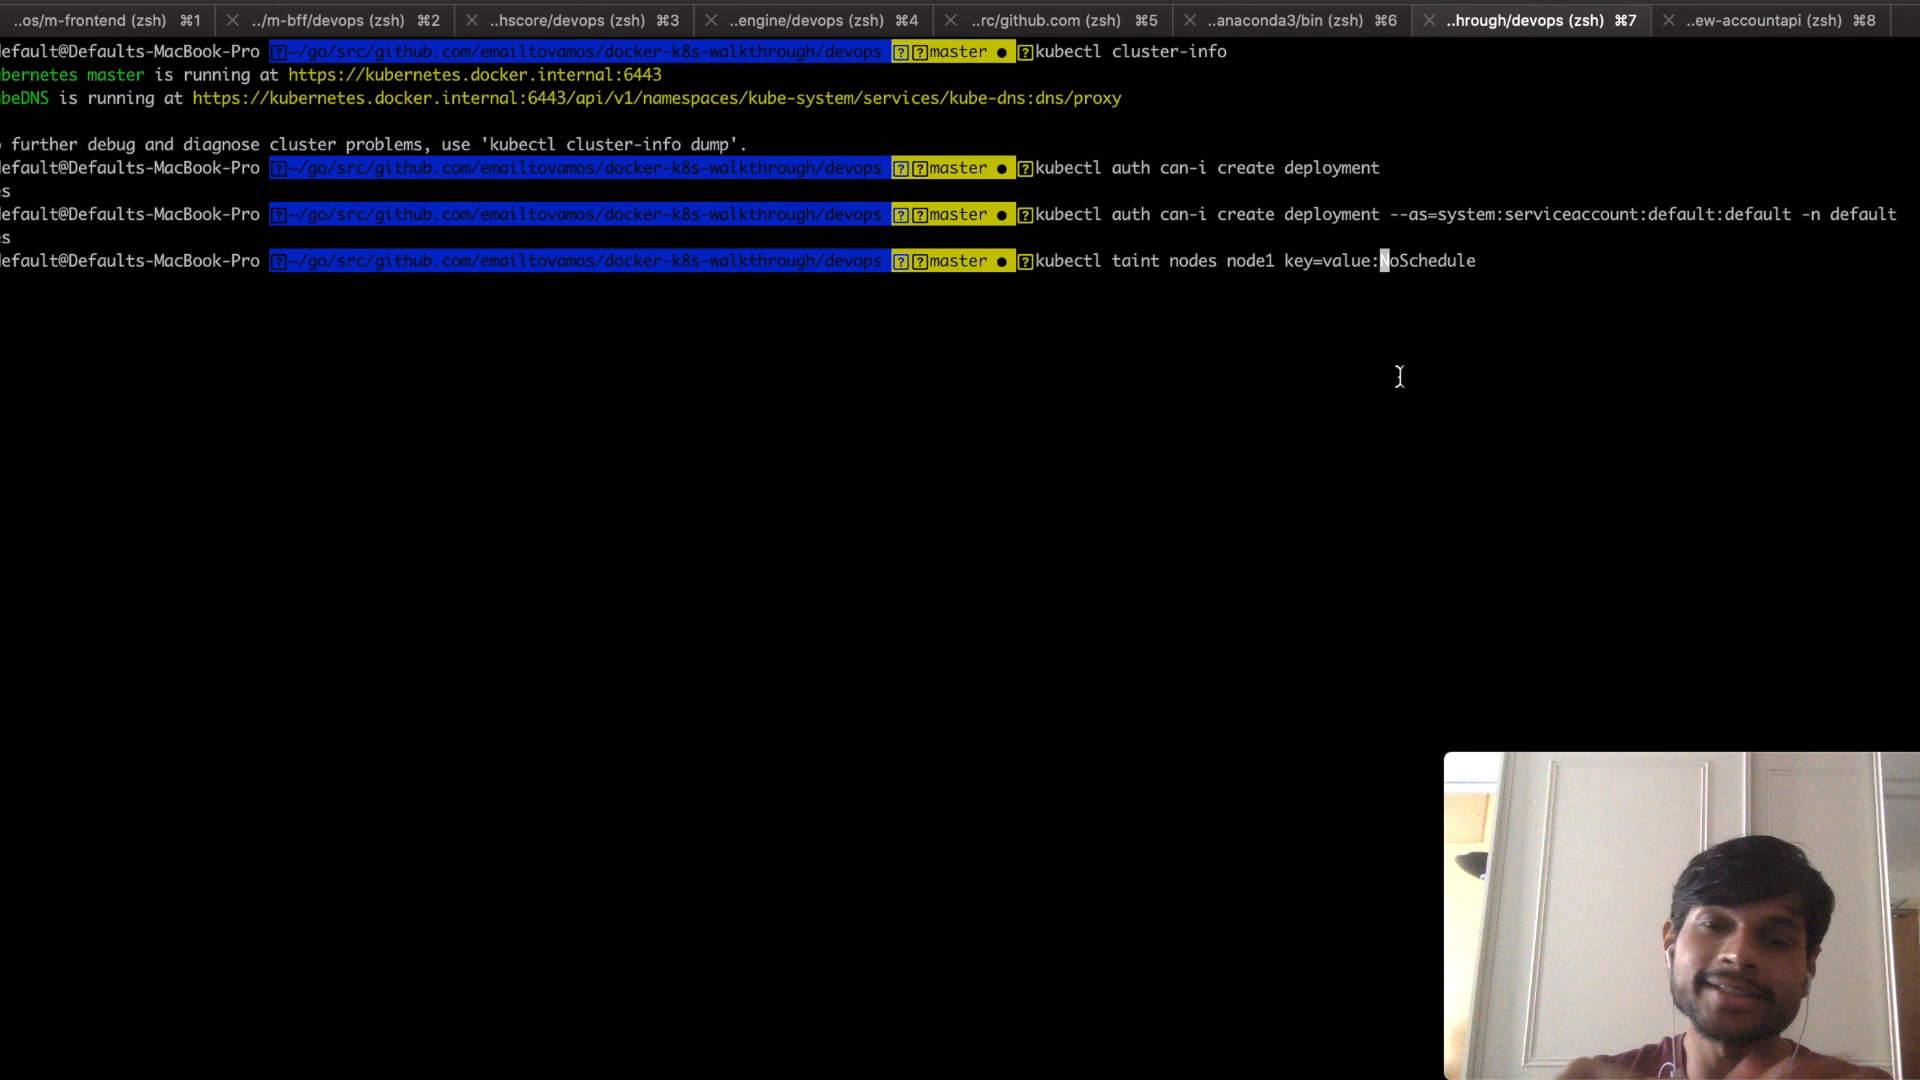 ..os/m-frontend (zsh) ⌘1 ../m-bff/devops (zsh) ⌘2 ..hscore/devops (zsh) ⌘3 ..engine/devops (zsh) ⌘4 ..rc/github.com (zsh) ⌘5 ..anaconda3/bin (zsh) ⌘6 ..hrough/devops (zsh) ⌘7 ..ew-accountapi (zsh) ⌘8
default@Defaults-MacBook-Pro ~/go/src/github.com/emailtovamos/docker-k8s-walkthrough/devops master ● kubectl cluster-info
bernetes master is running at https://kubernetes.docker.internal:6443
beDNS is running at https://kubernetes.docker.internal:6443/api/v1/namespaces/kube-system/services/kube-dns:dns/proxy
further debug and diagnose cluster problems, use 'kubectl cluster-info dump'.
default@Defaults-MacBook-Pro ~/go/src/github.com/emailtovamos/docker-k8s-walkthrough/devops master ● kubectl auth can-i create deployment
es
default@Defaults-MacBook-Pro ~/go/src/github.com/emailtovamos/docker-k8s-walkthrough/devops master ● kubectl auth can-i create deployment --as=system:serviceaccount:default:default -n default
es
default@Defaults-MacBook-Pro ~/go/src/github.com/emailtovamos/docker-k8s-walkthrough/devops master ● kubectl taint nodes node1 key=value:NoSchedule